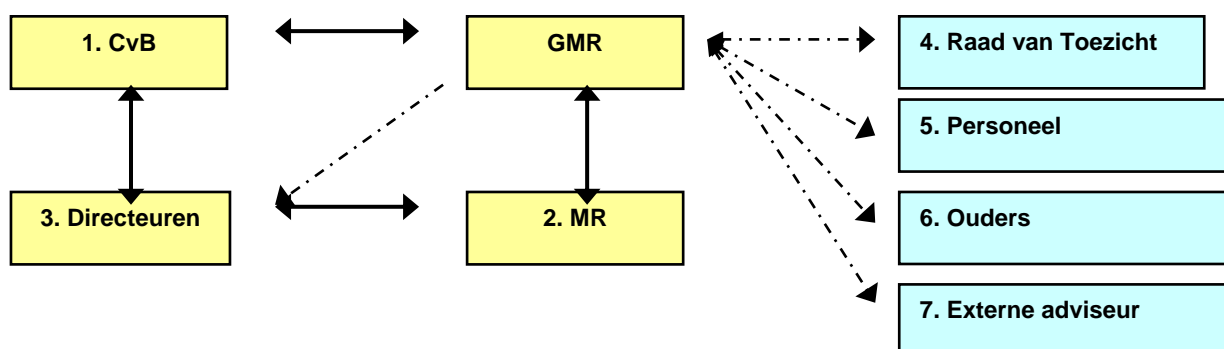 1. CvB
GMR
4. Raad van Toezicht
5. Personeel
3. Directeuren
2. MR
6. Ouders
7. Externe adviseur